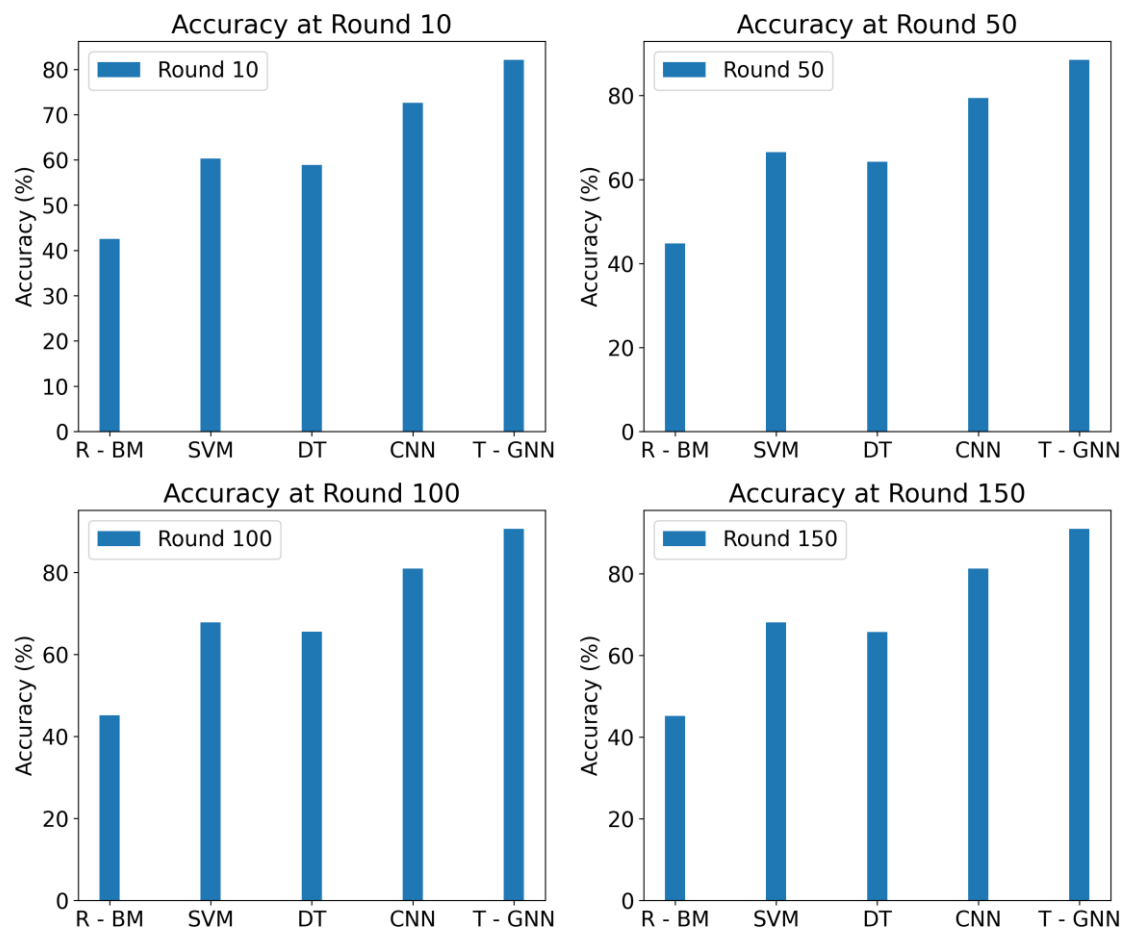 Accuracy at Round 10
Round 10
Accuracy (%)
80
70
60
50
40
30
20
10
0
R - BM SVM DT CNN T - GNN
Accuracy at Round 50
Round 50
Accuracy (%)
80
60
40
20
0
R - BM SVM DT CNN T - GNN
Accuracy at Round 100
Round 100
Accuracy (%)
80
60
40
20
0
R - BM SVM DT CNN T - GNN
Accuracy at Round 150
Round 150
Accuracy (%)
80
60
40
20
0
R - BM SVM DT CNN T - GNN